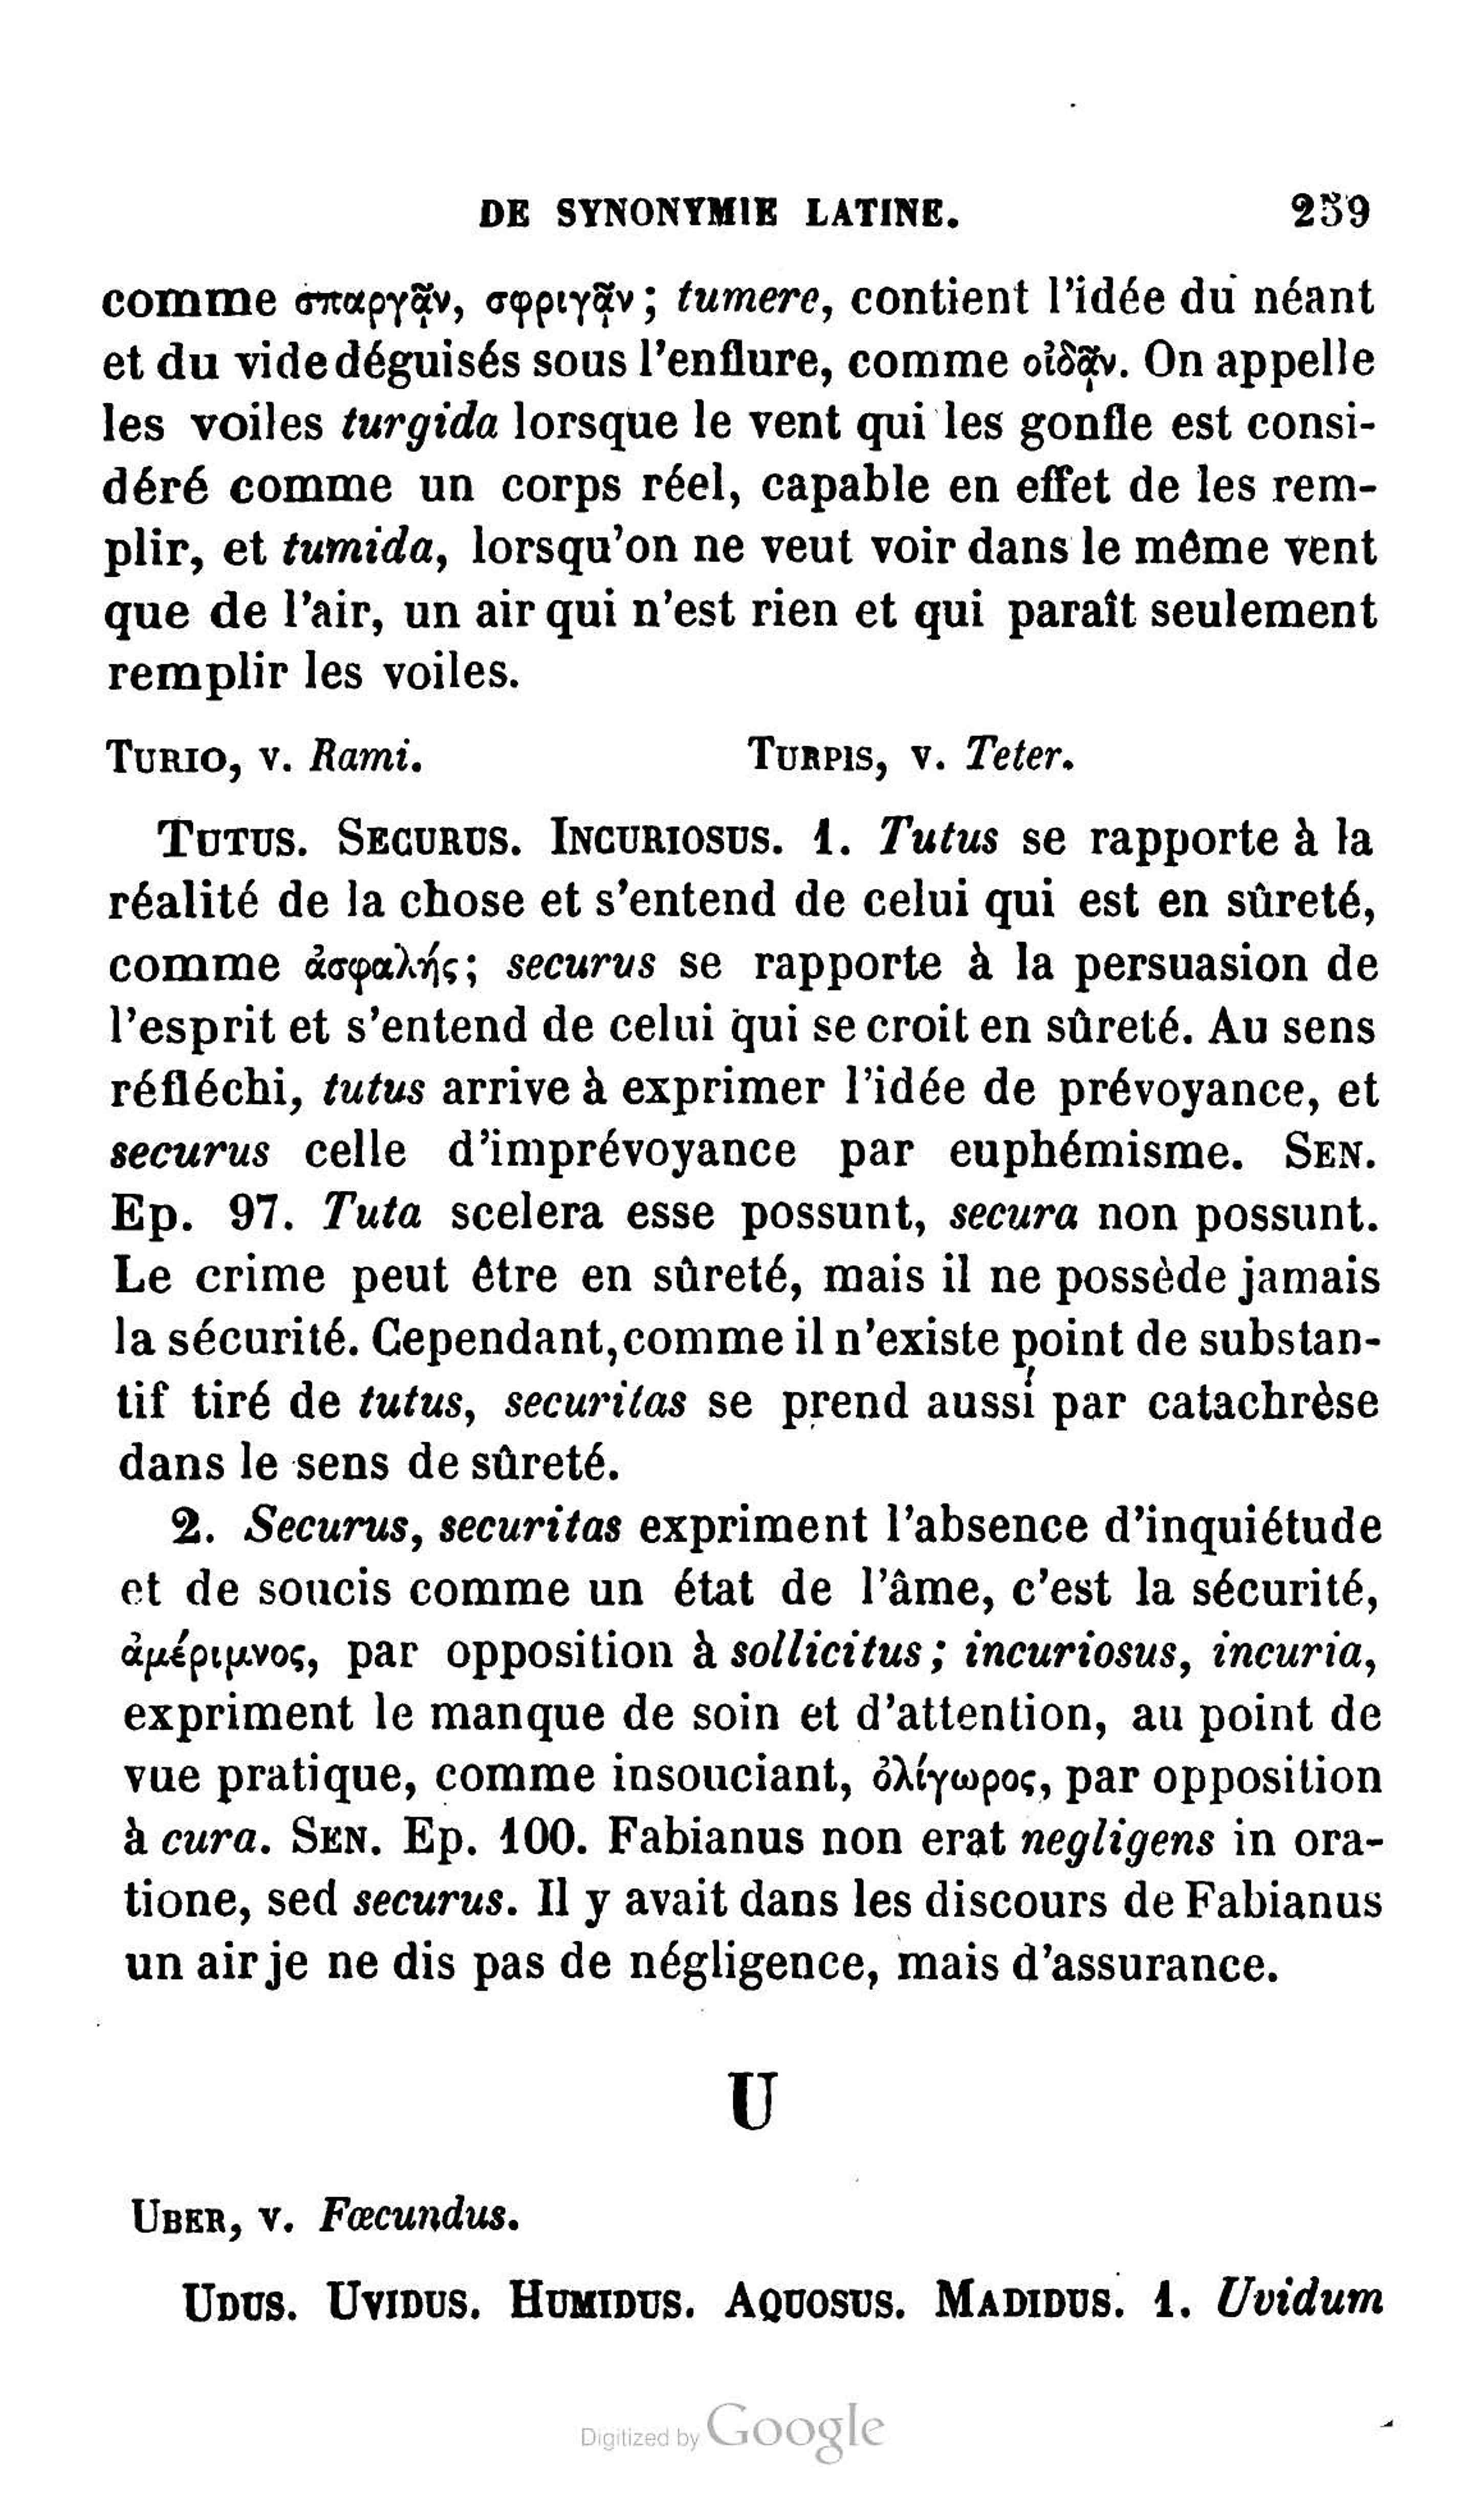 DE SYNONYMIE LATINE. 259
comme σπαργᾷν, σφριγᾷν; tumere, contient l'idée du néant
et du vide déguisés sous l'enflure, comme οἰδᾷν. On appelle
les voiles turgida lorsque le vent qui les gonfle est consi-
déré comme un corps réel, capable en effet de les rem-
plir, et tumida, lorsqu'on ne veut voir dans le même vent
que de l'air, un air qui n'est rien et qui paraît seulement
remplir les voiles.
TURIO, v. Rami. TURPIS, v. Teter.
TUTUS. SECURUS. INCURIOSUS. 1. Tutus se rapporte à la
réalité de la chose et s'entend de celui qui est en sûreté,
comme ἀσφαλής; securus se rapporte à la persuasion de
l'esprit et s'entend de celui qui se croit en sûreté. Au sens
réfléchi, tutus arrive à exprimer l'idée de prévoyance, et
securus celle d'imprévoyance par euphémisme. SEN.
Ep. 97. Tuta scelera esse possunt, secura non possunt.
Le crime peut être en sûreté, mais il ne possède jamais
la sécurité. Cependant, comme il n'existe point de substan-
tif tiré de tutus, securitas se prend aussi par catachrèse
dans le sens de sûreté.
2. Securus, securitas expriment l'absence d'inquiétude
et de soucis comme un état de l'âme, c'est la sécurité,
ἀμέριμνος, par opposition à sollicitus; incuriosus, incuria,
expriment le manque de soin et d'attention, au point de
vue pratique, comme insouciant, ὀλίγωρος, par opposition
à cura. SEN. Ep. 100. Fabianus non erat negligens in ora-
tione, sed securus. Il y avait dans les discours de Fabianus
un air je ne dis pas de négligence, mais d'assurance.
U
UBER, v. Fœcundus.
UDUS. UVIDUS. HUMIDUS. AQUOSUS. MADIDUS. 1. Uvidum
Digitized by Google